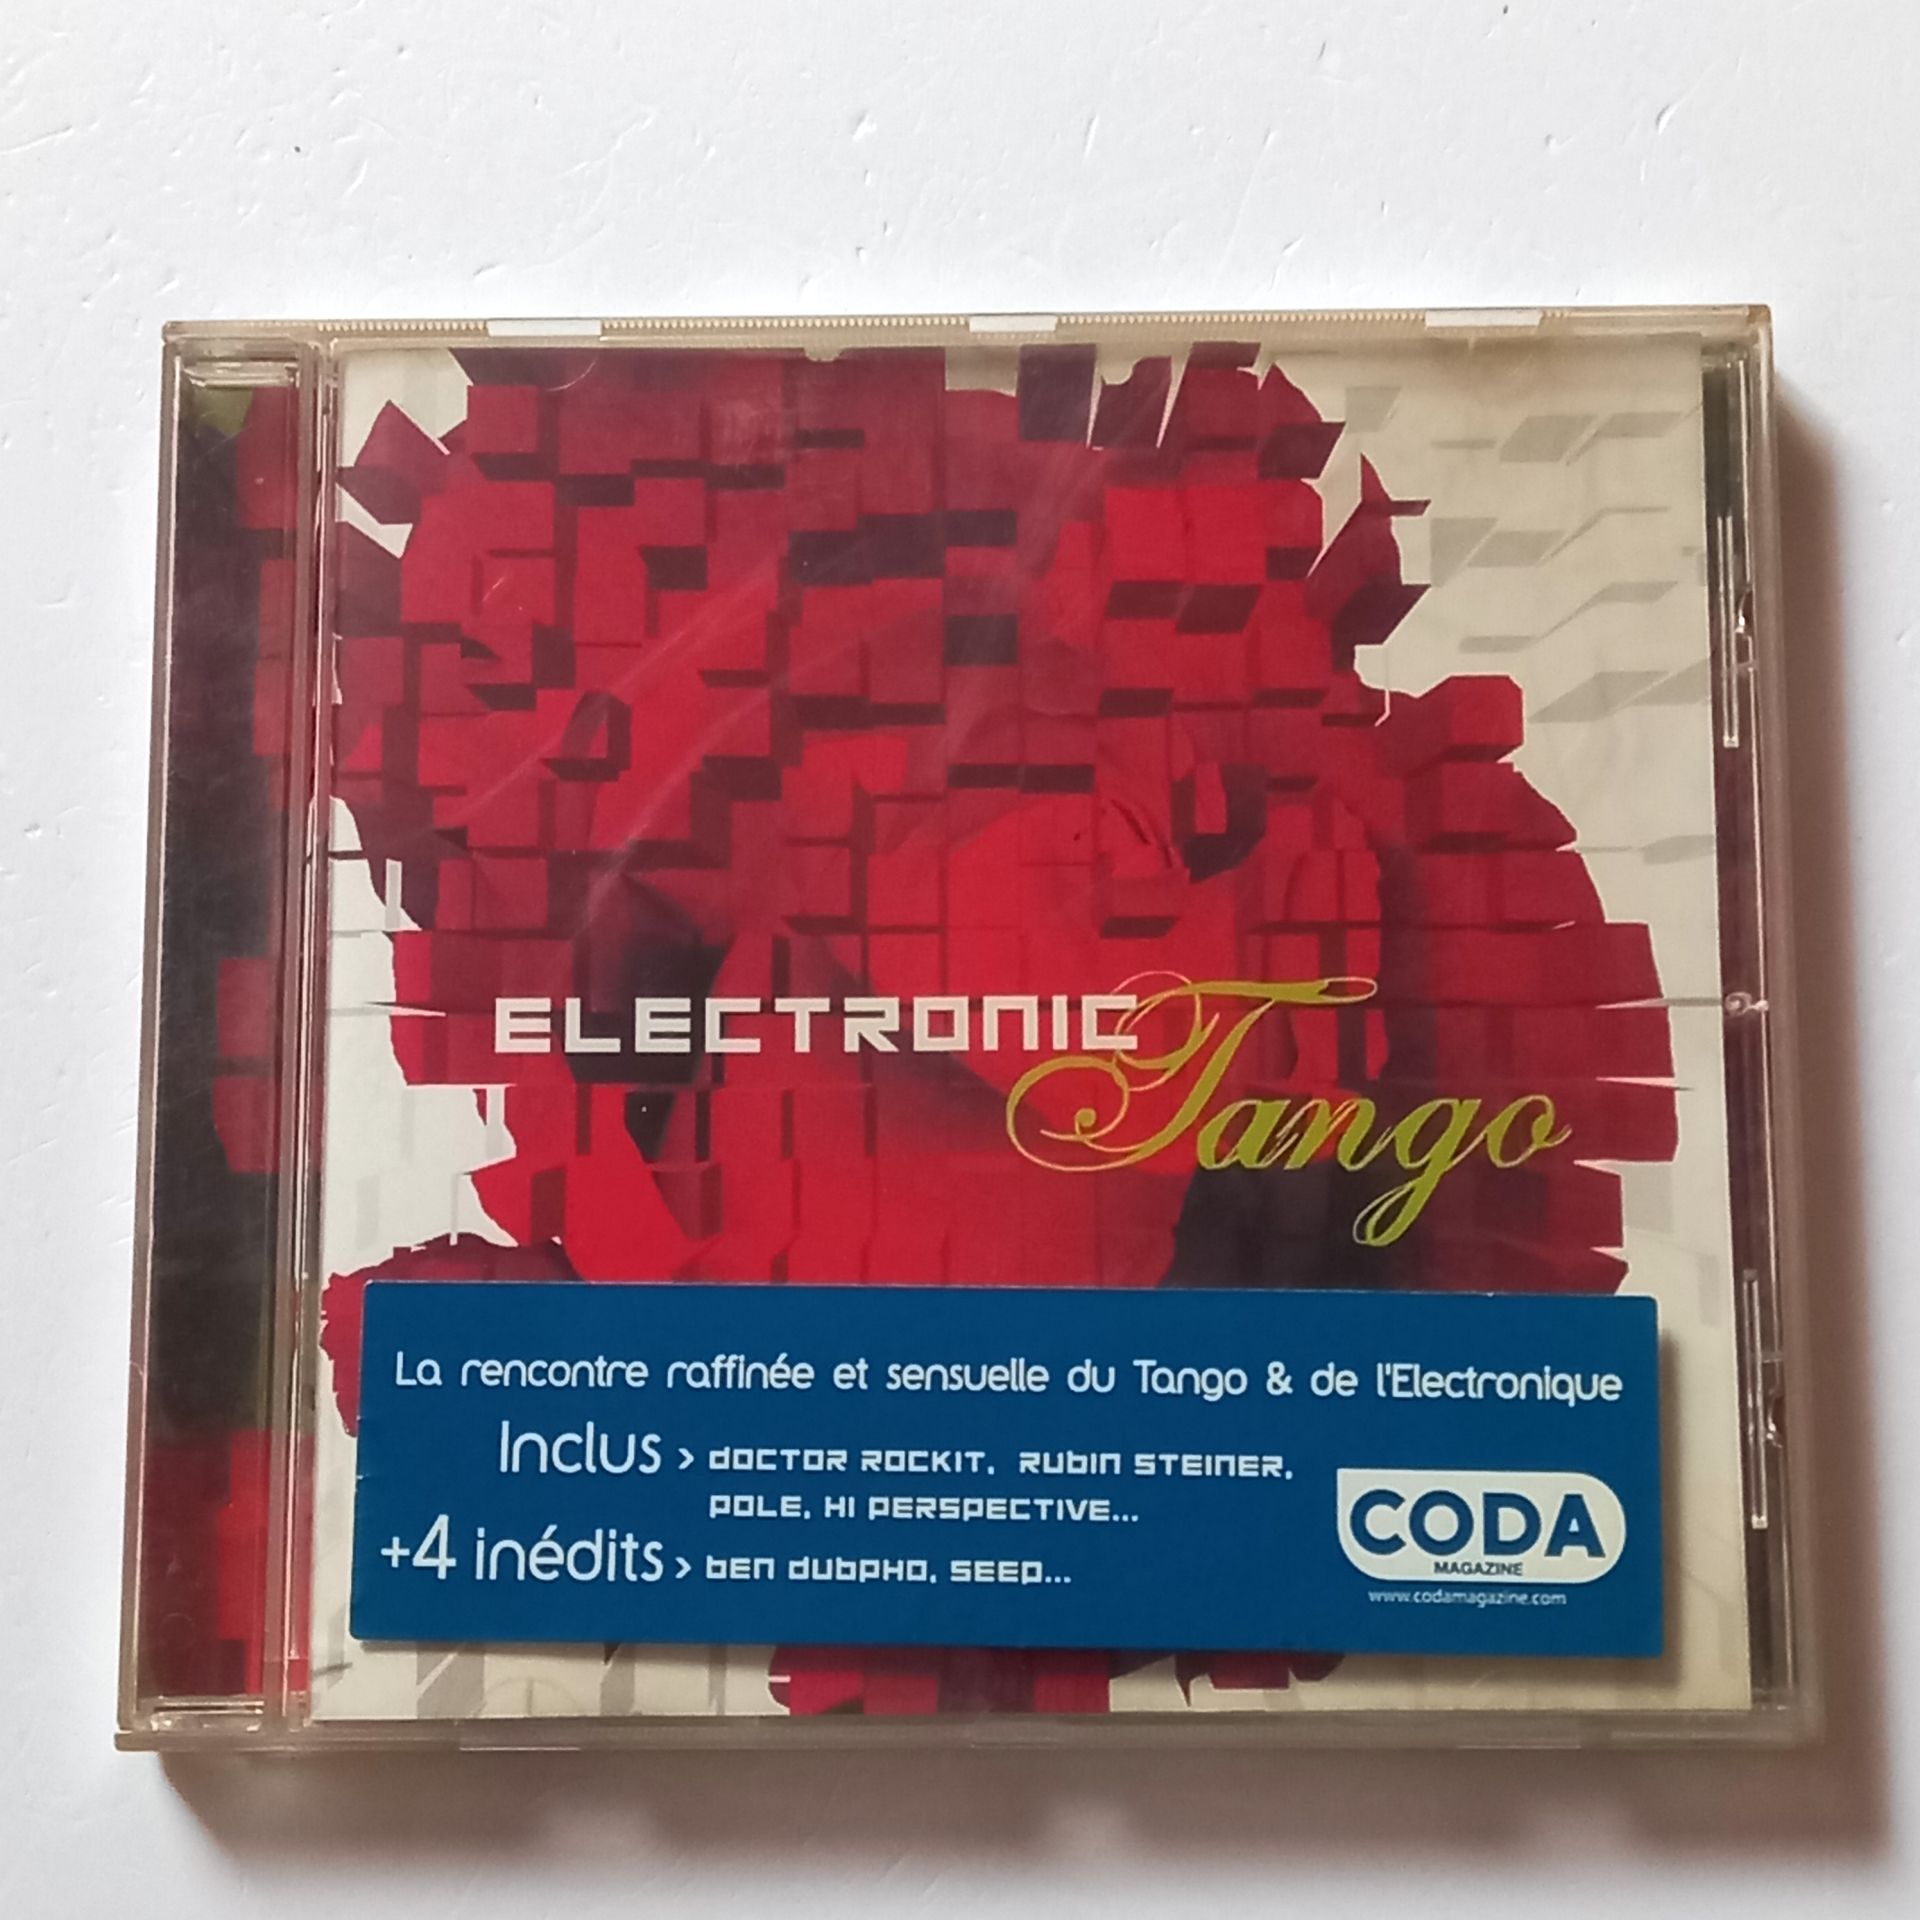 ELECTRONIC
Tango
La rencontre raffinée et sensuelle du Tango & de l'Electronique
Inclus > DOCTOR ROCKIT, RUBIN STEINER,
POLE, HI PERSPECTIVE...
+4 inédits > BEN DUBPHO, SEEP...
CODA
MAGAZINE
www.codamagazine.com